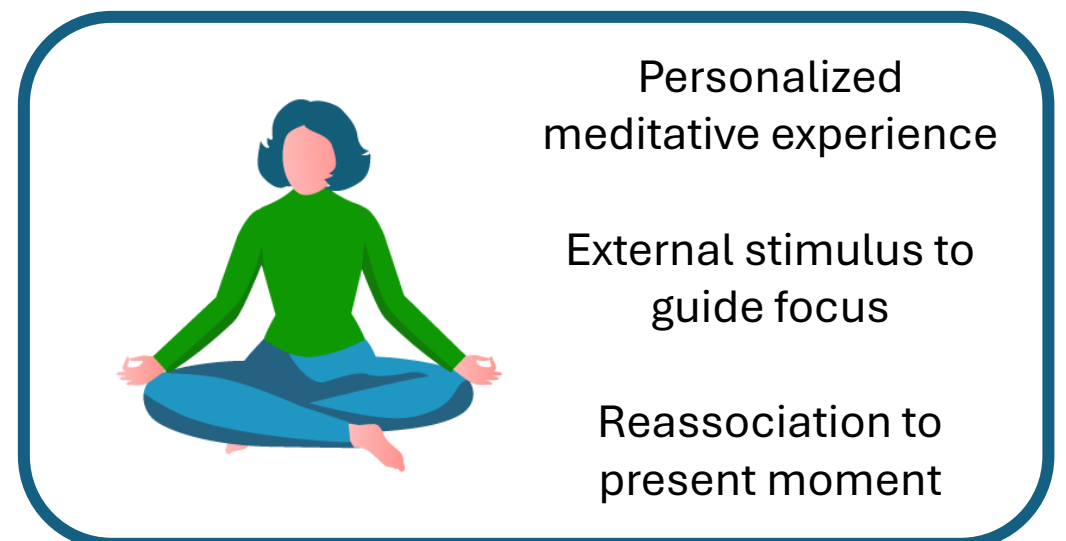 Personalized
meditative experience
External stimulus to
guide focus
Reassociation to
present moment